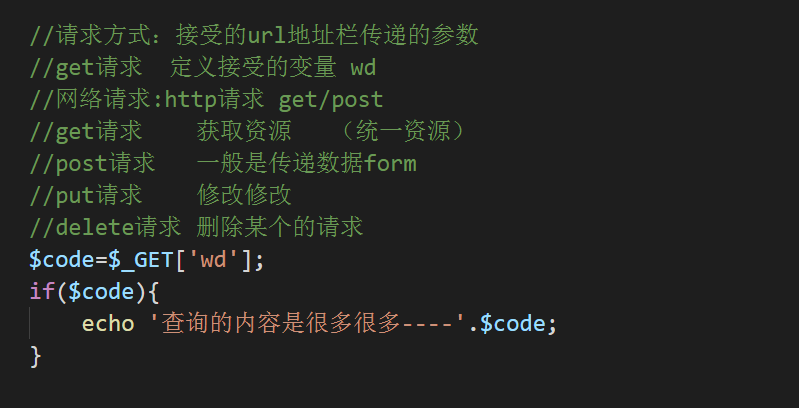 //请求方式：接受的url地址栏传递的参数
//get请求  定义接受的变量 wd
//网络请求:http请求 get/post
//get请求   获取资源   （统一资源）
//post请求   一般是传递数据form
//put请求   修改修改
//delete请求 删除某个的请求
$code=$_GET['wd'];
if($code){
    echo '查询的内容是很多很多----'.$code;
}